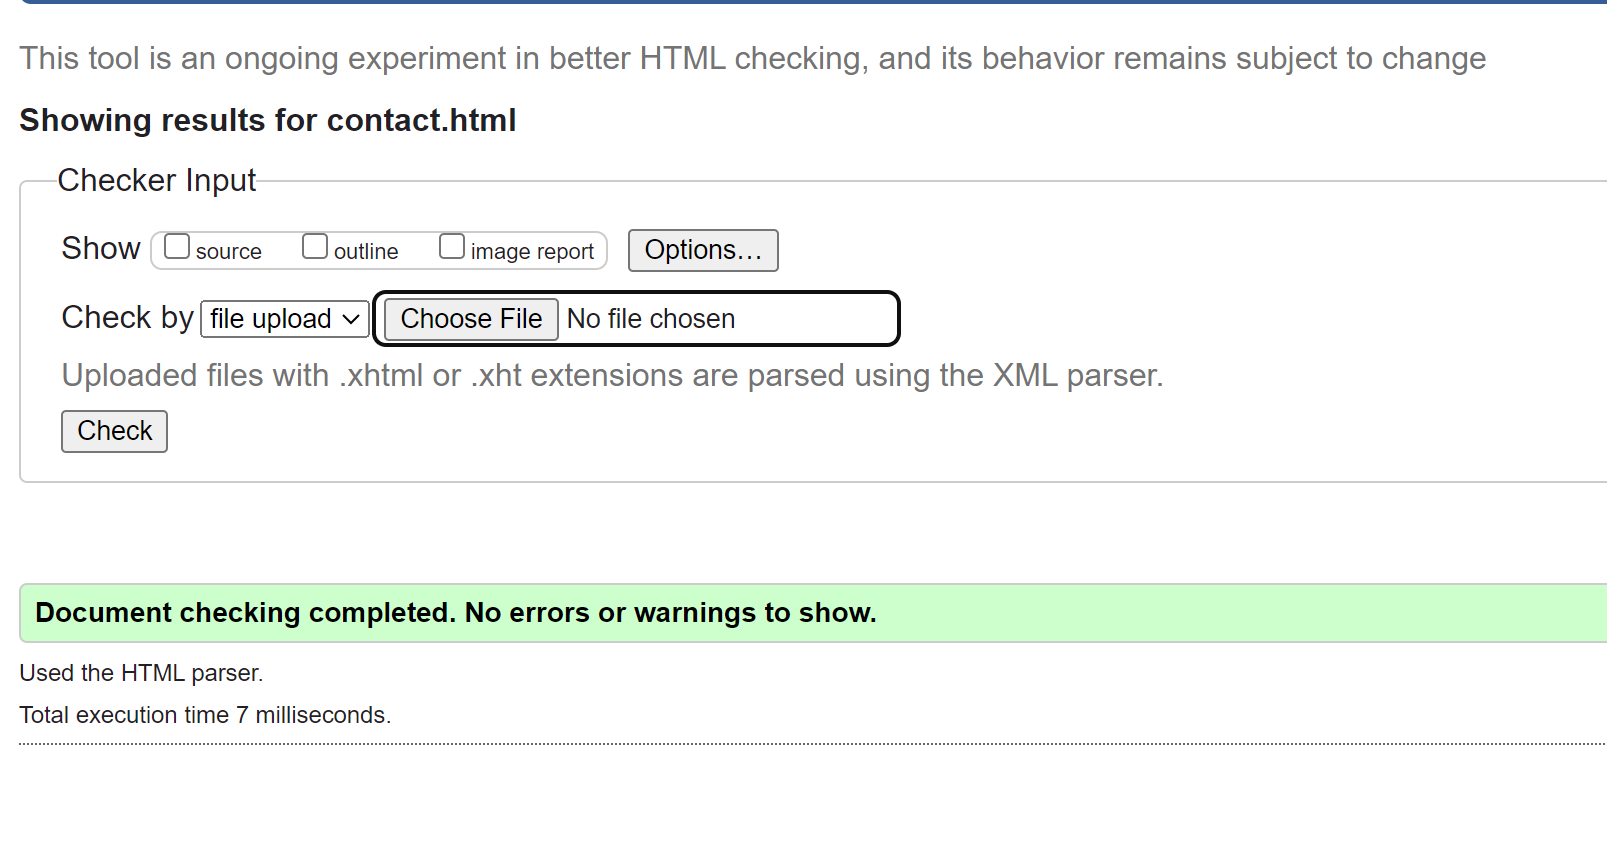 This tool is an ongoing experiment in better HTML checking, and its behavior remains subject to change
Showing results for contact.html
Checker Input
Show source outline image report Options...
Check by file upload Choose File No file chosen
Uploaded files with .xhtml or .xht extensions are parsed using the XML parser.
Check
Document checking completed. No errors or warnings to show.
Used the HTML parser.
Total execution time 7 milliseconds.